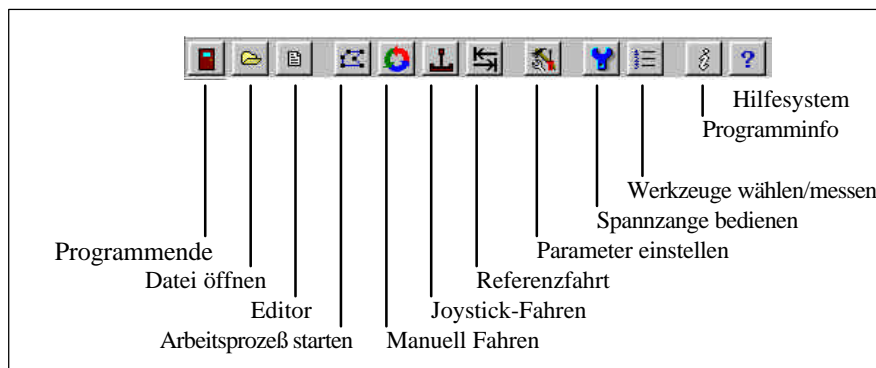 ?
Hilfesystem
Programminfo
Werkzeuge wählen/messen
Spannzange bedienen
Programmende
Parameter einstellen
Datei öffnen
Referenzfahrt
Editor
Joystick-Fahren
Arbeitsprozeß starten
Manuell Fahren